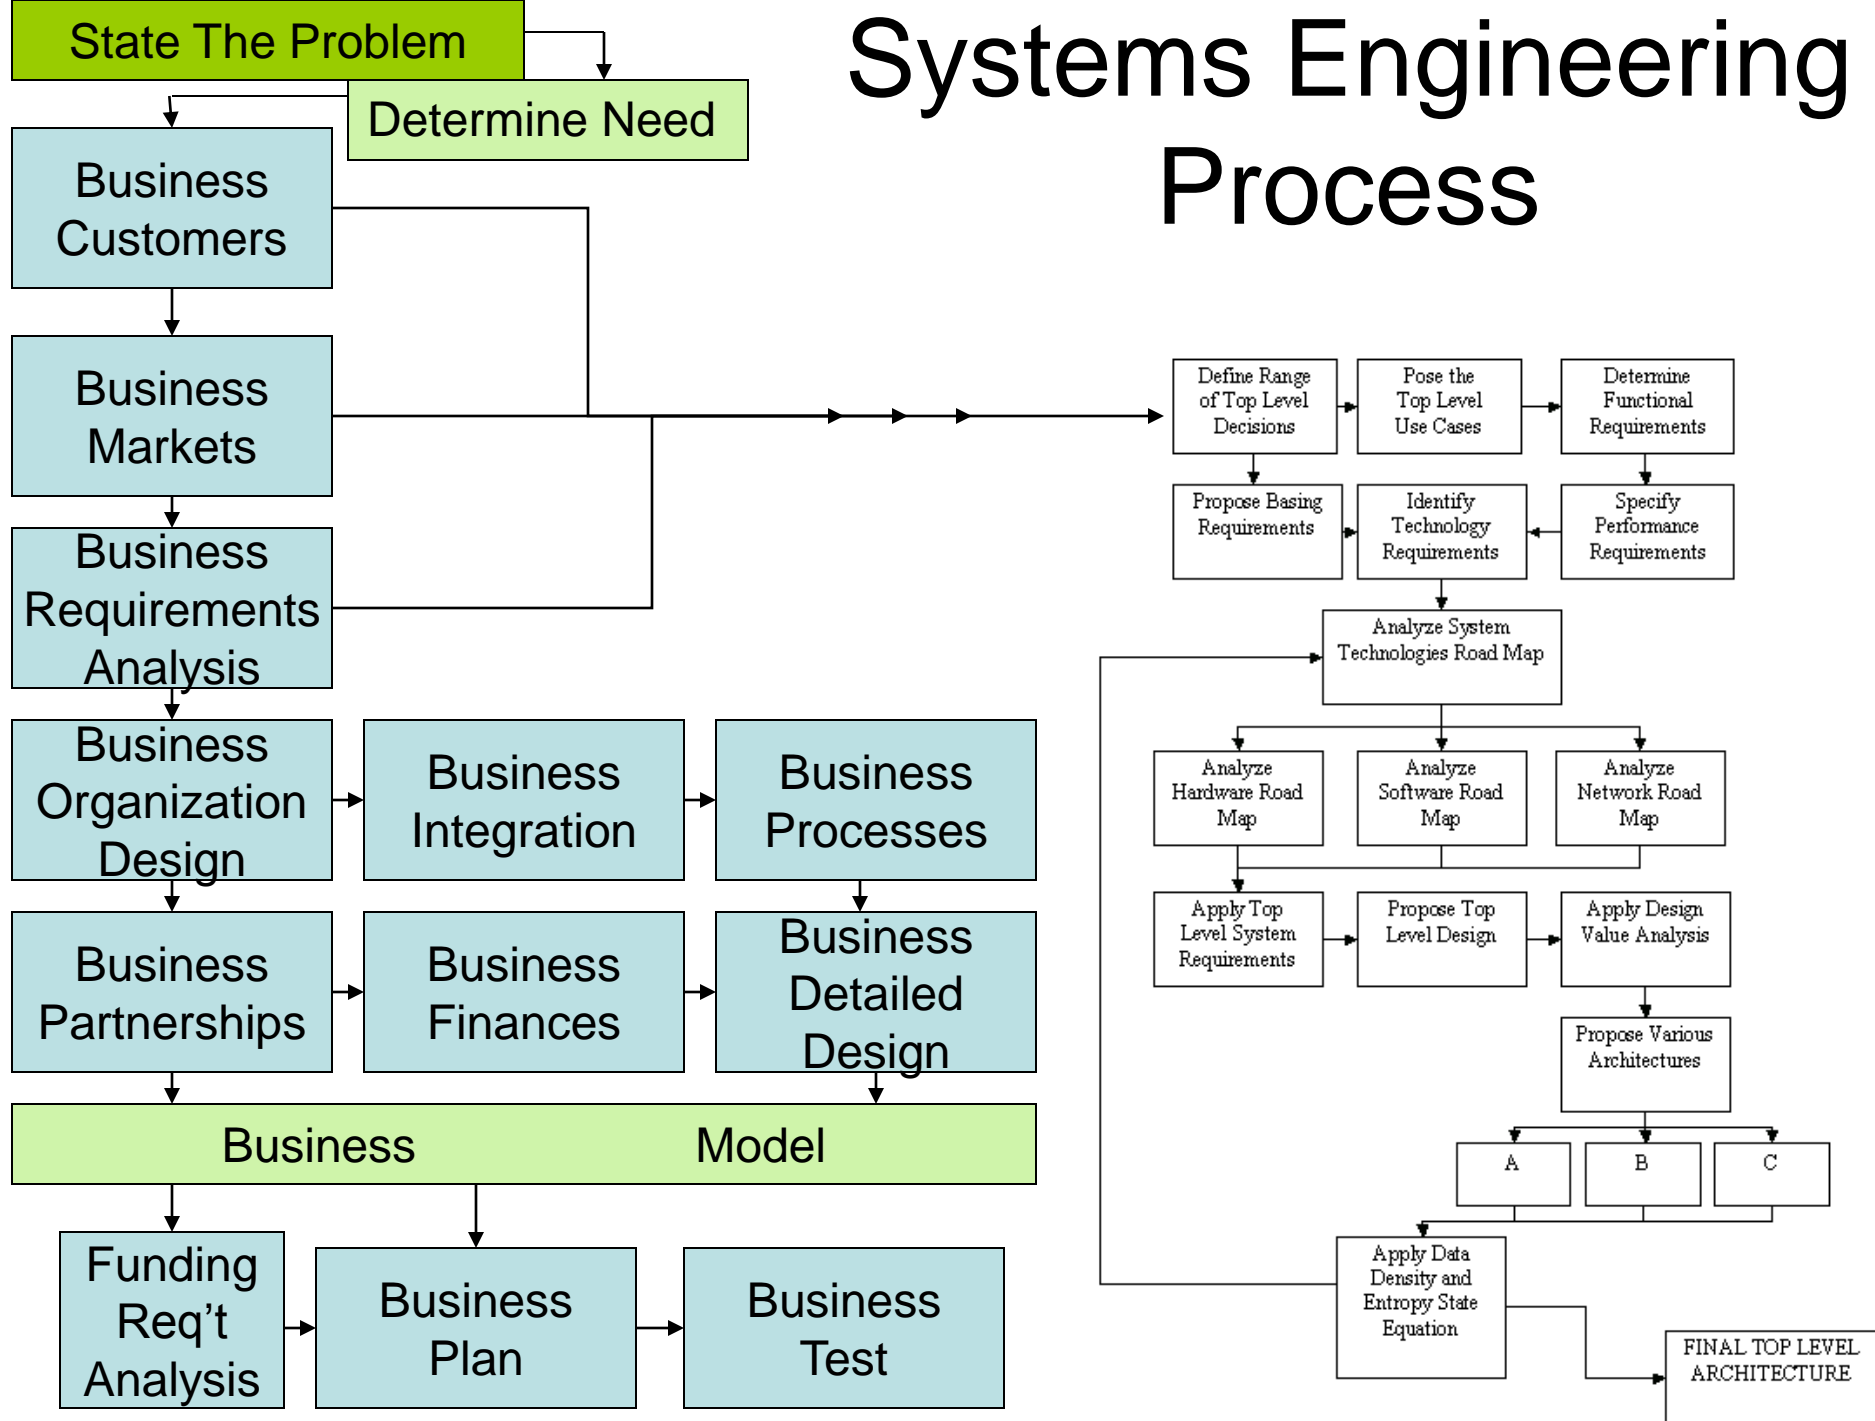 State The Problem
Systems Engineering
Process
Determine Need
Business
Customers
Business
Markets
Business
Requirements
Analysis
Business
Organization
Design
Business
Integration
Business
Processes
Business
Partnerships
Business
Finances
Business
Detailed
Design
Business Model
Funding
Req’t
Analysis
Business
Plan
Business
Test
Define Range
of Top Level
Decisions
Pose the
Top Level
Use Cases
Determine
Functional
Requirements
Propose Basing
Requirements
Identify
Technology
Requirements
Specify
Performance
Requirements
Analyze System
Technologies Road Map
Analyze
Hardware Road
Map
Analyze
Software Road
Map
Analyze
Network Road
Map
Apply Top
Level System
Requirements
Propose Top
Level Design
Apply Design
Value Analysis
Propose Various
Architectures
A
B
C
Apply Data
Density and
Entropy State
Equation
FINAL TOP LEVEL
ARCHITECTURE